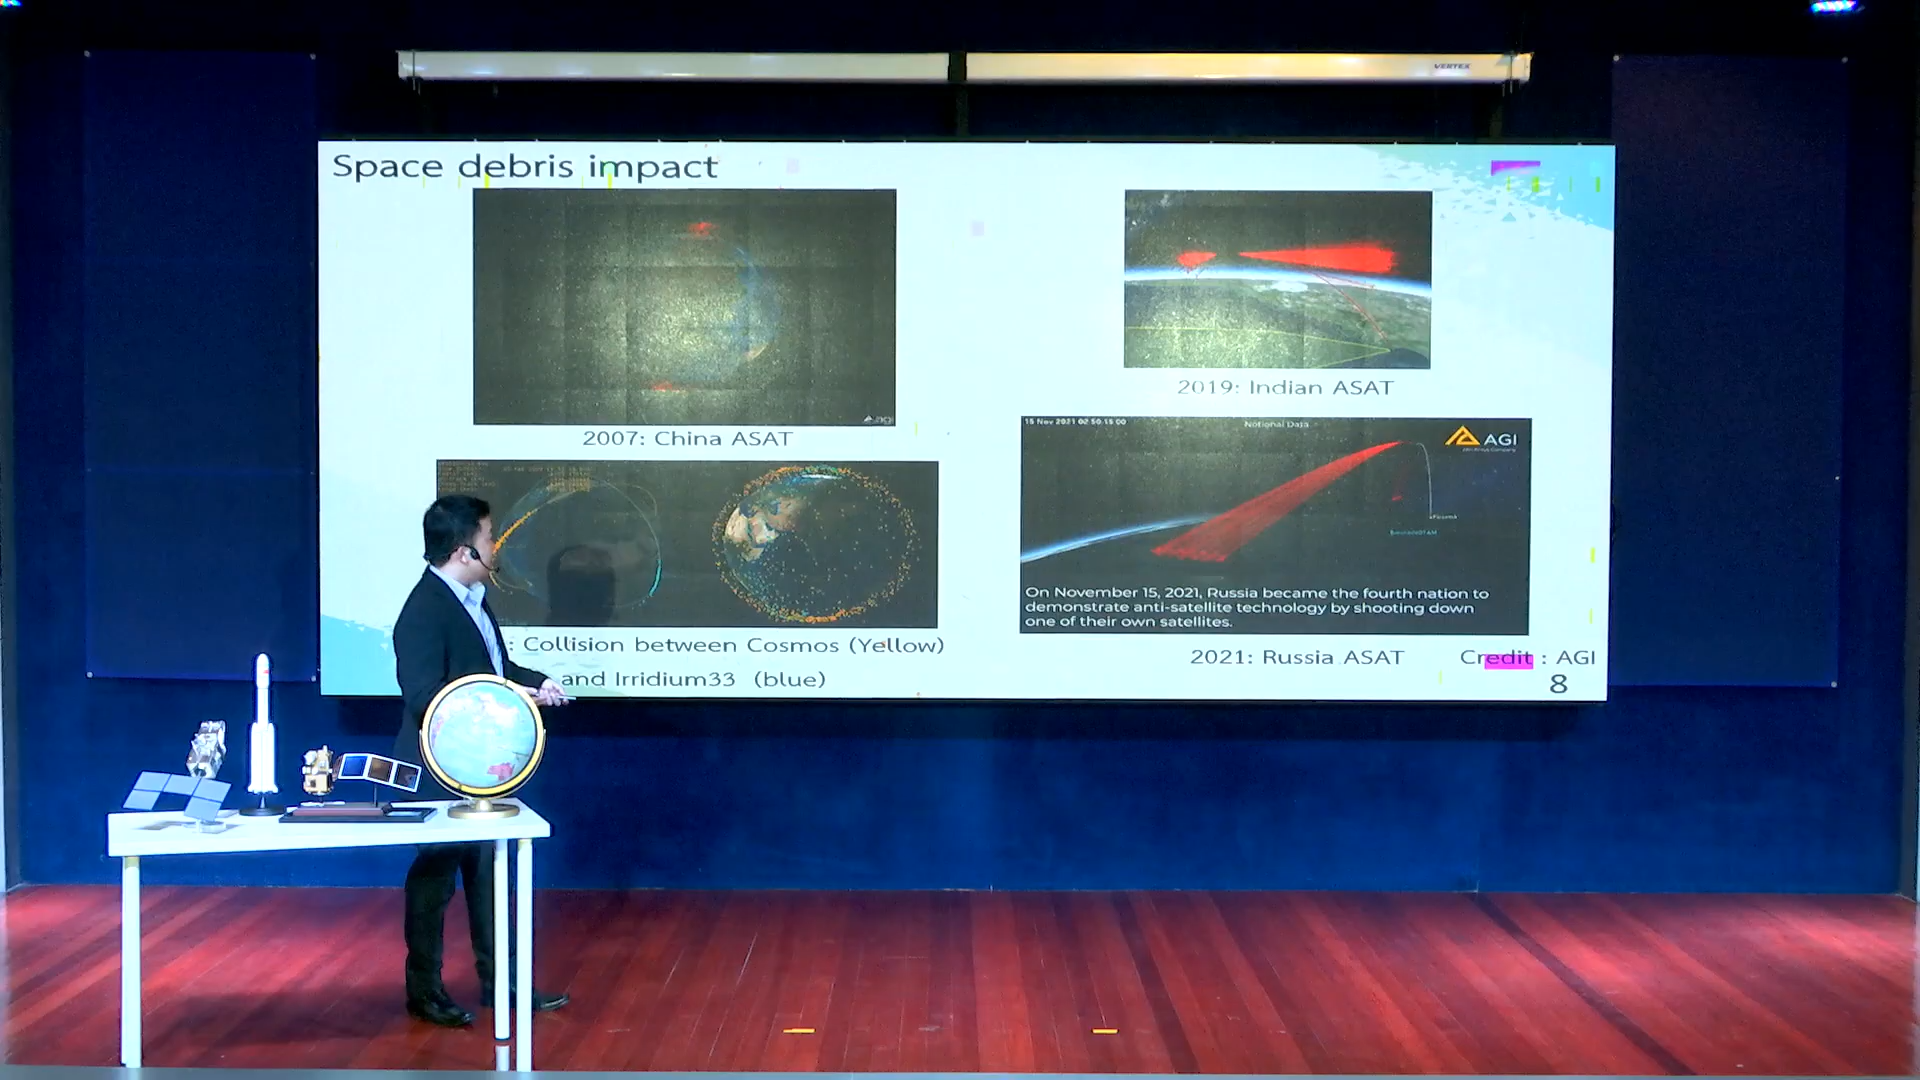 VERTEX
Space debris impact
agi
2007: China ASAT
2019: Indian ASAT
: Collision between Cosmos (Yellow)
and Irridium33 (blue)
15 Nov 2021 02:50:15:00
Notional Data
AGI
On November 15, 2021, Russia became the fourth nation to
demonstrate anti-satellite technology by shooting down
one of their own satellites.
2021: Russia ASAT
Credit : AGI
8